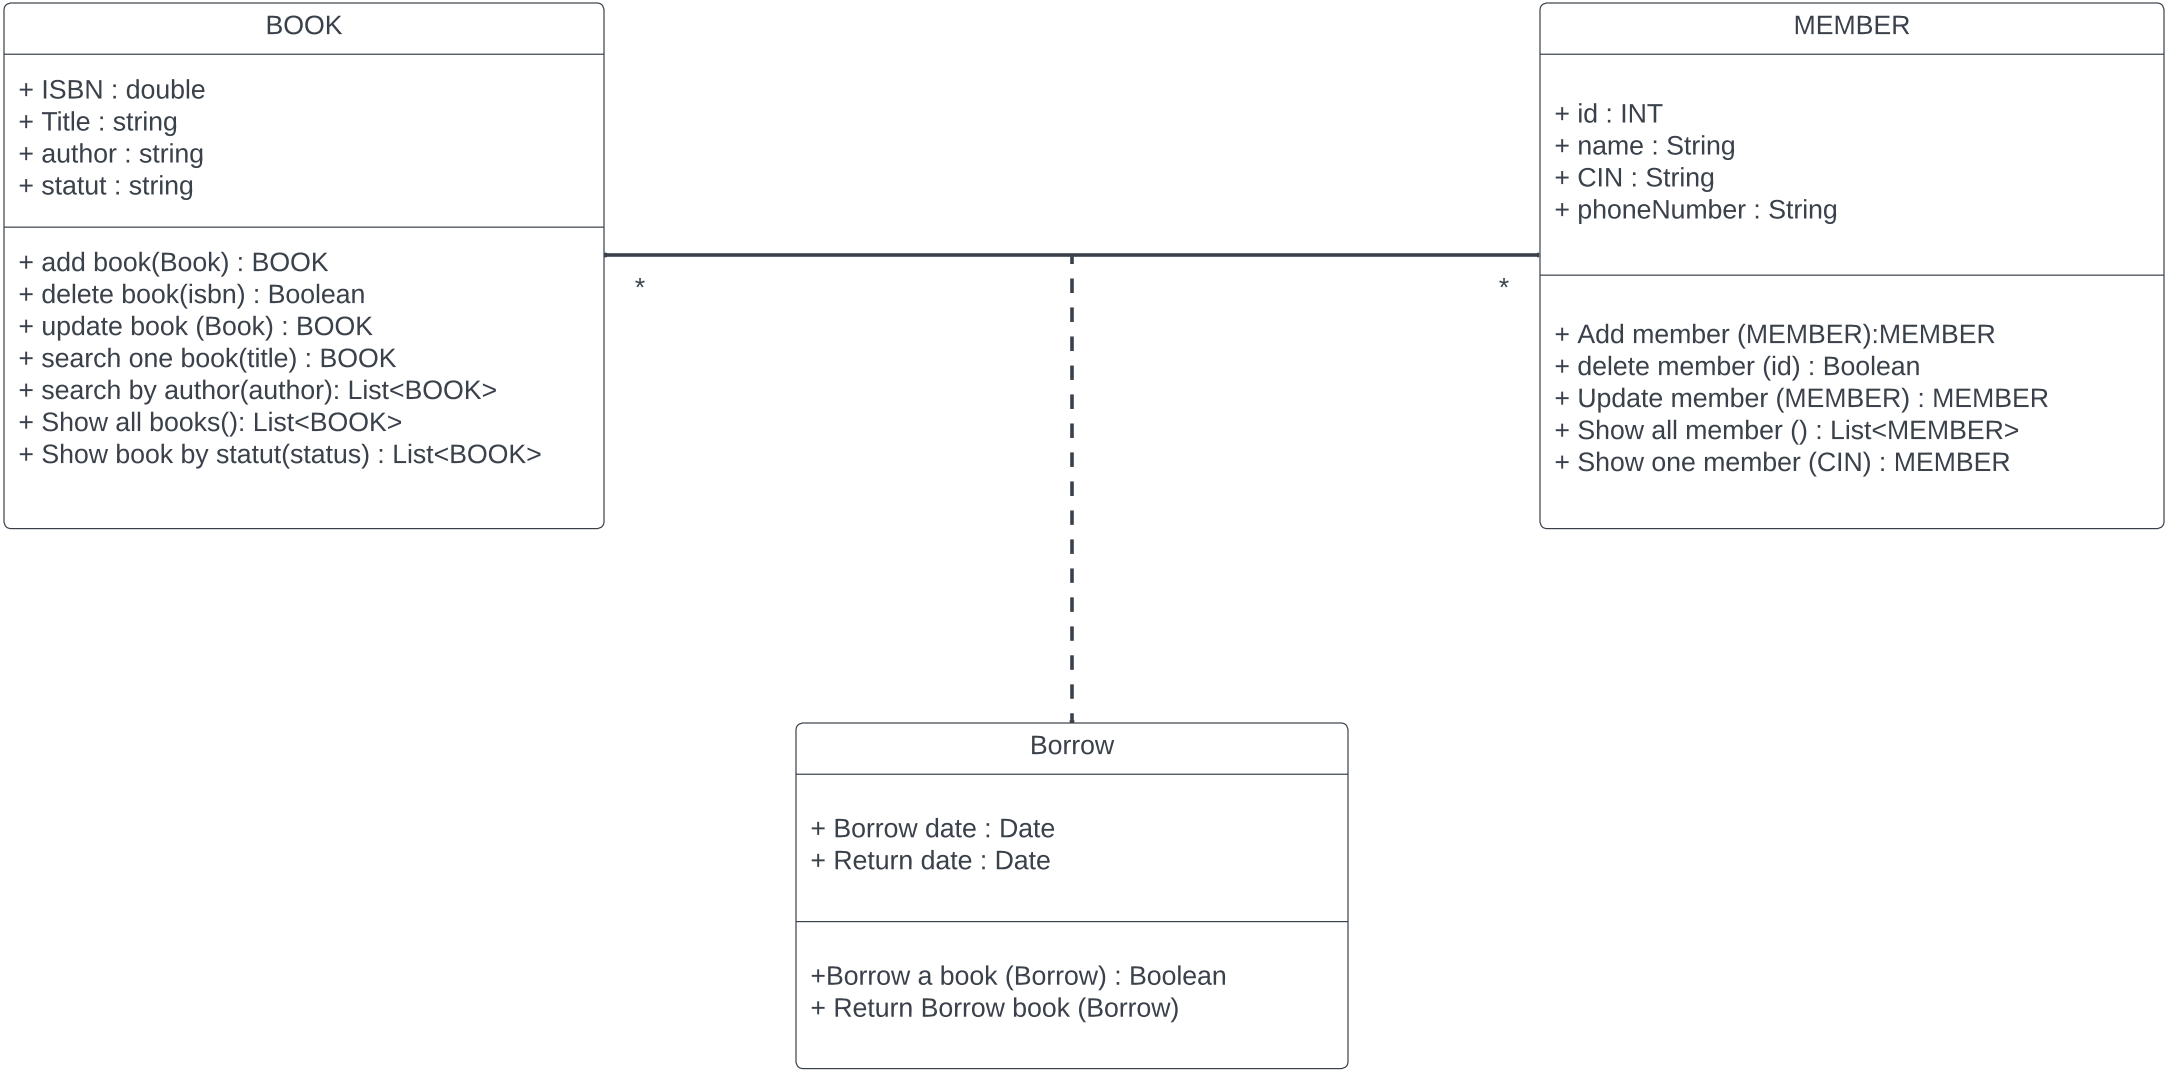 BOOK
+ ISBN : double
+ Title : string
+ author : string
+ statut : string
+ add book(Book) : BOOK
+ delete book(isbn) : Boolean
+ update book (Book) : BOOK
+ search one book(title) : BOOK
+ search by author(author): List<BOOK>
+ Show all books(): List<BOOK>
+ Show book by statut(status) : List<BOOK>
*
*
MEMBER
+ id : INT
+ name : String
+ CIN : String
+ phoneNumber : String
+ Add member (MEMBER):MEMBER
+ delete member (id) : Boolean
+ Update member (MEMBER) : MEMBER
+ Show all member () : List<MEMBER>
+ Show one member (CIN) : MEMBER
Borrow
+ Borrow date : Date
+ Return date : Date
+Borrow a book (Borrow) : Boolean
+ Return Borrow book (Borrow)